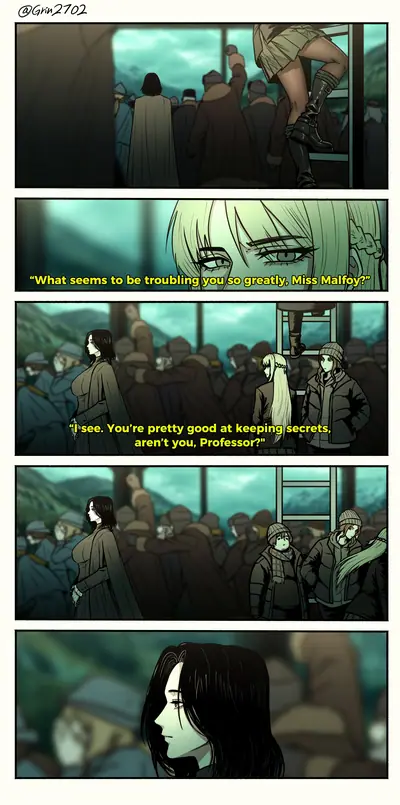 @Grin2702
“What seems to be troubling you so greatly, Miss Malfoy?”
“I see. You’re pretty good at keeping secrets,
aren’t you, Professor?"